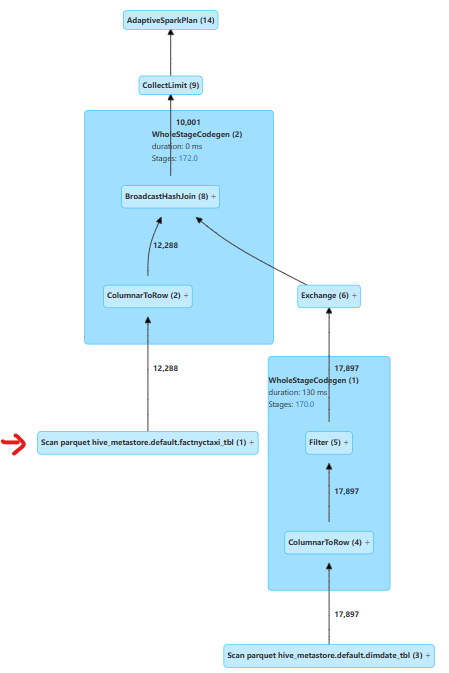 AdaptiveSparkPlan (14)
CollectLimit (9)
10,001
WholeStageCodegen (2)
duration: 0 ms
Stages: 172.0
BroadcastHashJoin (8) +
12,288
ColumnarToRow (2) +
Exchange (6) +
12,288
17,897
WholeStageCodegen (1)
duration: 130 ms
Stages: 170.0
Scan parquet hive_metastore.default.factnyctaxi_tbl (1) +
Filter (5) +
17,897
ColumnarToRow (4) +
17,897
Scan parquet hive_metastore.default.dimdate_tbl (3) +